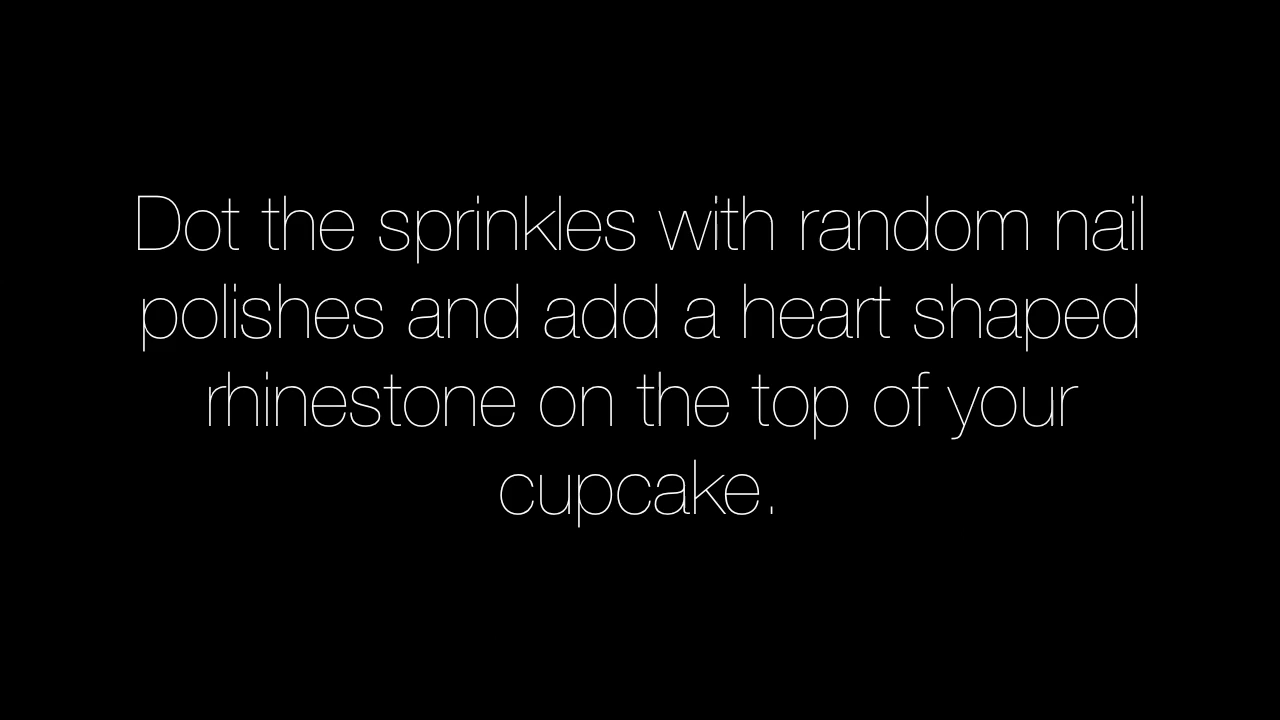 Dot the sprinkles with random nail
polishes and add a heart shaped
rhinestone on the top of your
cupcake.